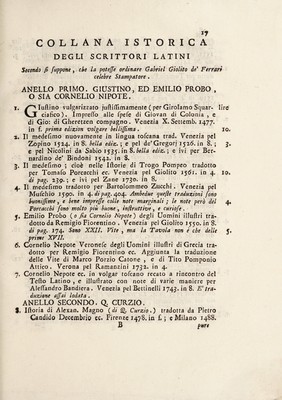 17
COLLANA ISTORICA
DEGLI SCRITTORI LATINI
Secondo si suppone, che la potesse ordinare Gabriel Giolito de' Ferrari
celebre Stampatore.
ANELLO PRIMO. GIUSTINO, ED EMILIO PROBO,
O SIA CORNELIO NIPOTE.
1. Giustino vulgarizzato justissimamente (per Girolamo Squar- lire
ciafico). Impresso alle spese di Giovan di Colonia, e
di Gio: di Gheretzen compagno. Venezia X. Settemb. 1477.
in f. prima edizion vulgare bellissima. 10.
2. Il medesimo nuovamente in lingua toscana trad. Venezia pel
Zopino 1524. in 8. bella ediz.; e pel de' Gregorj 1526. in 8.;
e pel Nicolini da Sabio 1535. in 8. bella ediz.; e ivi per Ber- 3.
nardino de' Bindoni 1542. in 8.
3. Il medesimo; cioè nelle Istorie di Trogo Pompeo tradotto
per Tomaso Porcacchi ec. Venezia pel Giolito 1561. in 4. 10.
di pag. 239.; e ivi pel Zane 1730. in 8.
4. Il medesimo tradotto per Bartolommeo Zucchi. Venezia pel
Muschio 1590. in 4. di pag. 404. Ambedue queste traduzioni sono
buonissime, e bene impresse colle note marginali; le note però del 4.
Porcacchi sono molto più buone, instruttive, e curiose.
5. Emilio Probo (o sia Cornelio Nepote) degli Uomini illustri tra-
dotto da Remigio Fiorentino. Venezia pel Giolito 1550. in 8.
di pag. 174. Sono XXII. Vite, ma la Tavola non è che delle 5.
prime XVII.
6. Cornelio Nepote Veronese degli Uomini illustri di Grecia tra-
dotto per Remigio Fiorentino ec. Aggiunta la traduzione
delle Vite di Marco Porzio Catone, e di Tito Pomponio
Attico. Verona pel Ramanzini 1732. in 4.
7. Cornelio Nepote ec. in volgar toscano recato a rincontro del
Testo Latino, e illustrato con note di varie maniere per
Alessandro Bandiera. Venezia pel Bettinelli 1743. in 8. E' tra-
duzione assai lodata.
ANELLO SECONDO. Q. CURZIO.
8. Istoria di Alexan. Magno (di Q. Curzio.) tradotta da Pietro
Candido Decembrio ec. Firenze 1478. in f.; e Milano 1488.
B pure